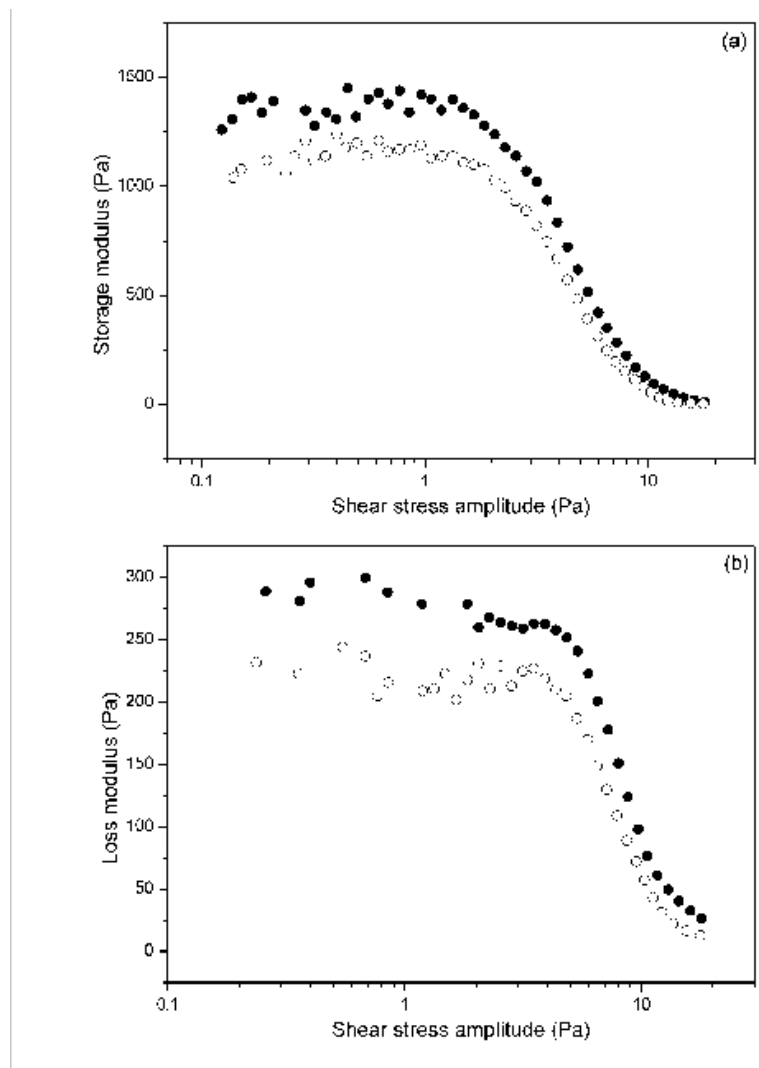 (a)
1500
1000
500
0
Storage modulus (Pa)
0.1 1 10
Shear stress amplitude (Pa)
(b)
300
250
200
150
100
50
0
Loss modulus (Pa)
0.1 1 10
Shear stress amplitude (Pa)